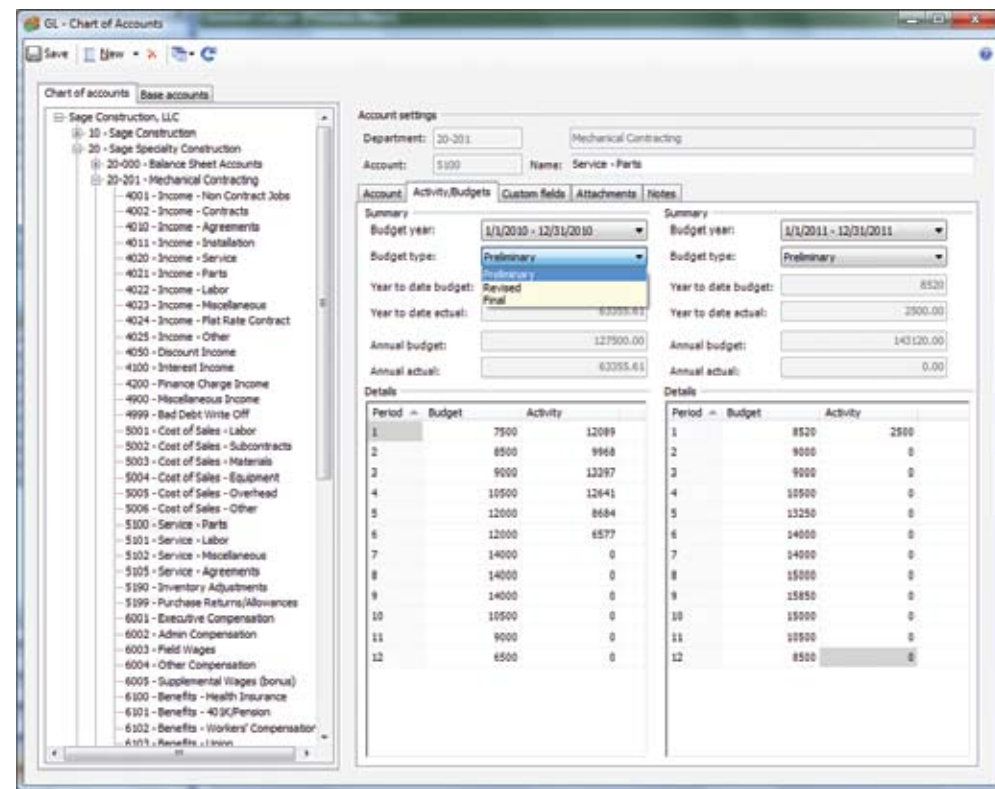 GL - Chart of Accounts
Save New
Chart of accounts Base accounts
Sage Construction, LLC
10 - Sage Construction
20 - Sage Specialty Construction
20-000 - Balance Sheet Accounts
20-201 - Mechanical Contracting
4001 - Income - Non Contract Jobs
4002 - Income - Contracts
4010 - Income - Agreements
4011 - Income - Installation
4020 - Income - Service
4021 - Income - Parts
4022 - Income - Labor
4023 - Income - Miscellaneous
4024 - Income - Flat Rate Contract
4025 - Income - Other
4050 - Discount Income
4100 - Interest Income
4200 - Finance Charge Income
4900 - Miscellaneous Income
4999 - Bad Debt Write Off
5001 - Cost of Sales - Labor
5002 - Cost of Sales - Subcontracts
5003 - Cost of Sales - Materials
5004 - Cost of Sales - Equipment
5005 - Cost of Sales - Overhead
5006 - Cost of Sales - Other
5100 - Service - Parts
5101 - Service - Labor
5102 - Service - Miscellaneous
5105 - Service - Agreements
5190 - Inventory Adjustments
5199 - Purchase Returns/Allowances
6001 - Executive Compensation
6002 - Admin Compensation
6003 - Field Wages
6004 - Other Compensation
6005 - Supplemental Wages (bonus)
6100 - Benefits - Health Insurance
6101 - Benefits - 401K/Pension
6102 - Benefits - Workers' Compensation
6103 - Benefits - Union
Account settings
Department: 20-201 Mechanical Contracting
Account: 5100 Name: Service - Parts
Account Activity/Budgets Custom fields Attachments Notes
Summary
Budget year: 1/1/2010 - 12/31/2010
Budget type: Preliminary
Preliminary
Year to date budget: Revised
Final
Year to date actual: 63355.61
Annual budget: 127500.00
Annual actual: 63355.61
Details
Period Budget Activity
1 7500 12089
2 8500 9968
3 9000 13397
4 10500 12641
5 12000 8684
6 12000 6577
7 14000 0
8 14000 0
9 14000 0
10 10500 0
11 9000 0
12 6500 0
Summary
Budget year: 1/1/2011 - 12/31/2011
Budget type: Preliminary
Year to date budget: 8520
Year to date actual: 2500.00
Annual budget: 143120.00
Annual actual: 0.00
Details
Period Budget Activity
1 8520 2500
2 9000 0
3 9000 0
4 10500 0
5 13250 0
6 14000 0
7 14000 0
8 15000 0
9 15850 0
10 15000 0
11 10500 0
12 8500 0